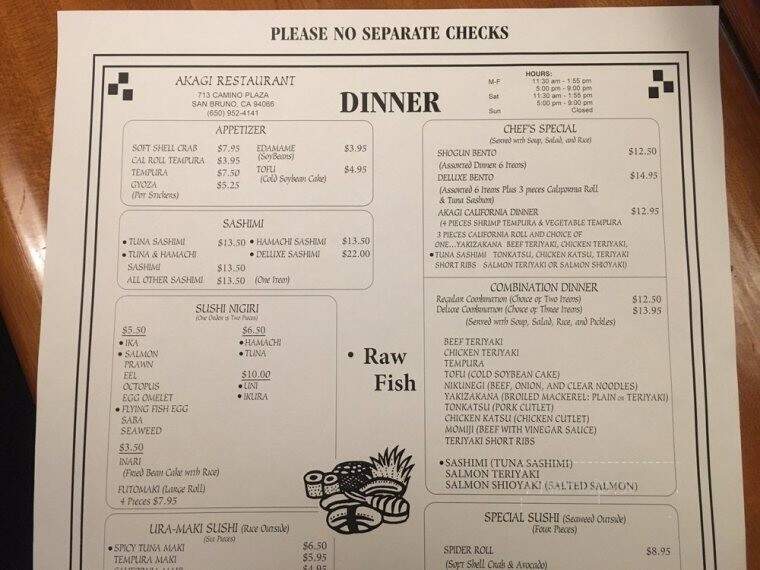 PLEASE NO SEPARATE CHECKS
AKAGI RESTAURANT
713 CAMINO PLAZA
SAN BRUNO, CA 94066
(650) 952-4141
DINNER
HOURS:
M-F 11:30 am - 1:55 pm
5:00 pm - 9:00 pm
Sat 11:30 am - 1:55 pm
5:00 pm - 9:00 pm
Sun Closed
APPETIZER
SOFT SHELL CRAB $7.95
CAL ROLL TEMPURA $3.95
TEMPURA $7.50
GYOZA $5.25
(Pot Stickers)
EDAMAME $3.95
(SoyBeans)
TOFU $4.95
(Cold Soybean Cake)
SASHIMI
• TUNA SASHIMI $13.50
• TUNA & HAMACHI
SASHIMI $13.50
ALL OTHER SASHIMI $13.50 (One Item)
• HAMACHI SASHIMI $13.50
• DELUXE SASHIMI $22.00
SUSHI NIGIRI
(One Order is Two Pieces)
$5.50
• IKA
• SALMON
PRAWN
EEL
OCTOPUS
EGG OMELET
• FLYING FISH EGG
SABA
SEAWEED
$3.50
INARI
(Fried Bean Cake with Rice)
FUTOMAKI (Large Roll)
4 Pieces $7.95
$6.50
• HAMACHI
• TUNA
$10.00
• UNI
• IKURA
• Raw
Fish
URA-MAKI SUSHI (Rice Outside)
(Six Pieces)
• SPICY TUNA MAKI $6.50
TEMPURA MAKI $5.95
CHEF'S SPECIAL
(Served with Soup, Salad, and Rice)
SHOGUN BENTO $12.50
(Assorted Dinner 6 Items)
DELUXE BENTO $14.95
(Assorted 6 Items Plus 3 pieces California Roll
& Tuna Sashimi)
AKAGI CALIFORNIA DINNER $12.95
(4 PIECES SHRIMP TEMPURA & VEGETABLE TEMPURA
3 PIECES CALIFORNIA ROLL AND CHOICE OF
ONE...YAKIZAKANA BEEF TERIYAKI, CHICKEN TERIYAKI,
• TUNA SASHIMI TONKATSU, CHICKEN KATSU, TERIYAKI
SHORT RIBS SALMON TERIYAKI OR SALMON SHIOYAKI)
COMBINATION DINNER
Regular Combination (Choice of Two Items) $12.50
Deluxe Combination (Choice of Three Items) $13.95
(Served with Soup, Salad, Rice, and Pickles)
BEEF TERIYAKI
CHICKEN TERIYAKI
TEMPURA
TOFU (COLD SOYBEAN CAKE)
NIKUNEGI (BEEF, ONION, AND CLEAR NOODLES)
YAKIZAKANA (BROILED MACKEREL: PLAIN or TERIYAKI)
TONKATSU (PORK CUTLET)
CHICKEN KATSU (CHICKEN CUTLET)
MOMIJI (BEEF WITH VINEGAR SAUCE)
TERIYAKI SHORT RIBS
• SASHIMI (TUNA SASHIMI)
SALMON TERIYAKI
SALMON SHIOYAKI (SALTED SALMON)
SPECIAL SUSHI (Seaweed Outside)
(Four Pieces)
SPIDER ROLL $8.95
(Soft Shell Crab & Avocado)